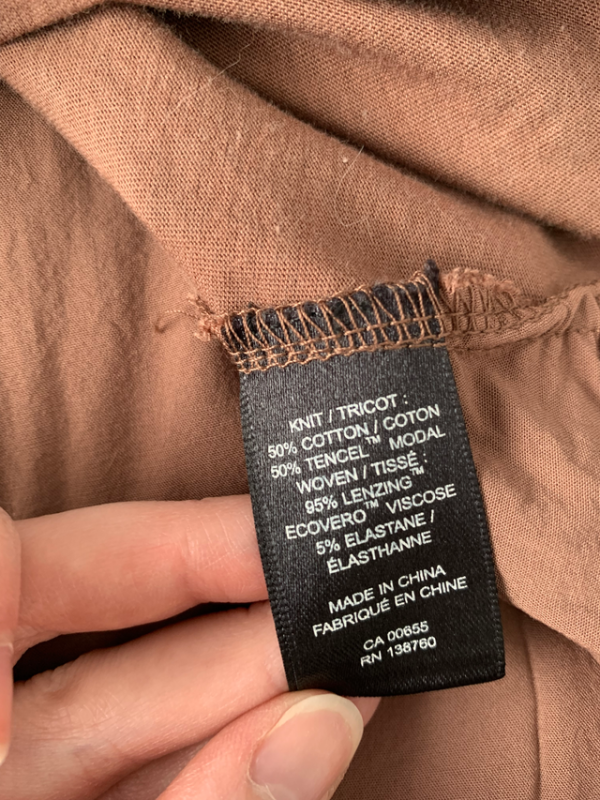 KNIT / TRICOT :
50% COTTON / COTON
50% TENCEL™ MODAL
WOVEN / TISSÉ :
95% LENZING™
ECOVERO™ VISCOSE
5% ELASTANE /
ÉLASTHANNE
MADE IN CHINA
FABRIQUÉ EN CHINE
CA 00655
RN 138760